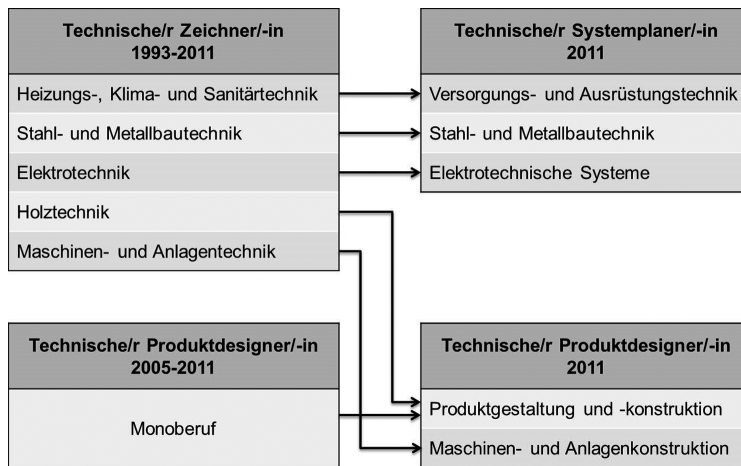 Technische/r Zeichner/-in
1993-2011
Heizungs-, Klima- und Sanitärtechnik
Stahl- und Metallbautechnik
Elektrotechnik
Holztechnik
Maschinen- und Anlagentechnik
Technische/r Systemplaner/-in
2011
Versorgungs- und Ausrüstungstechnik
Stahl- und Metallbautechnik
Elektrotechnische Systeme
Technische/r Produktdesigner/-in
2005-2011
Monoberuf
Technische/r Produktdesigner/-in
2011
Produktgestaltung und -konstruktion
Maschinen- und Anlagenkonstruktion